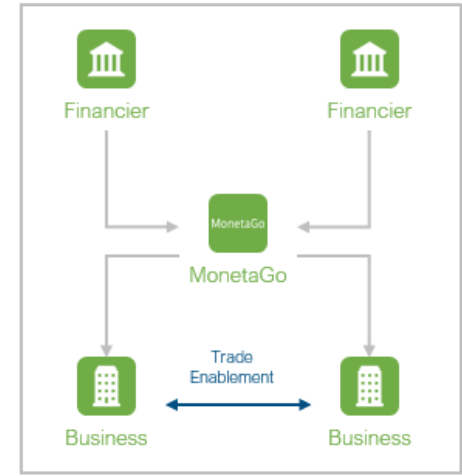 Financier
Financier
MonetaGo
MonetaGo
Trade
Enablement
Business
Business